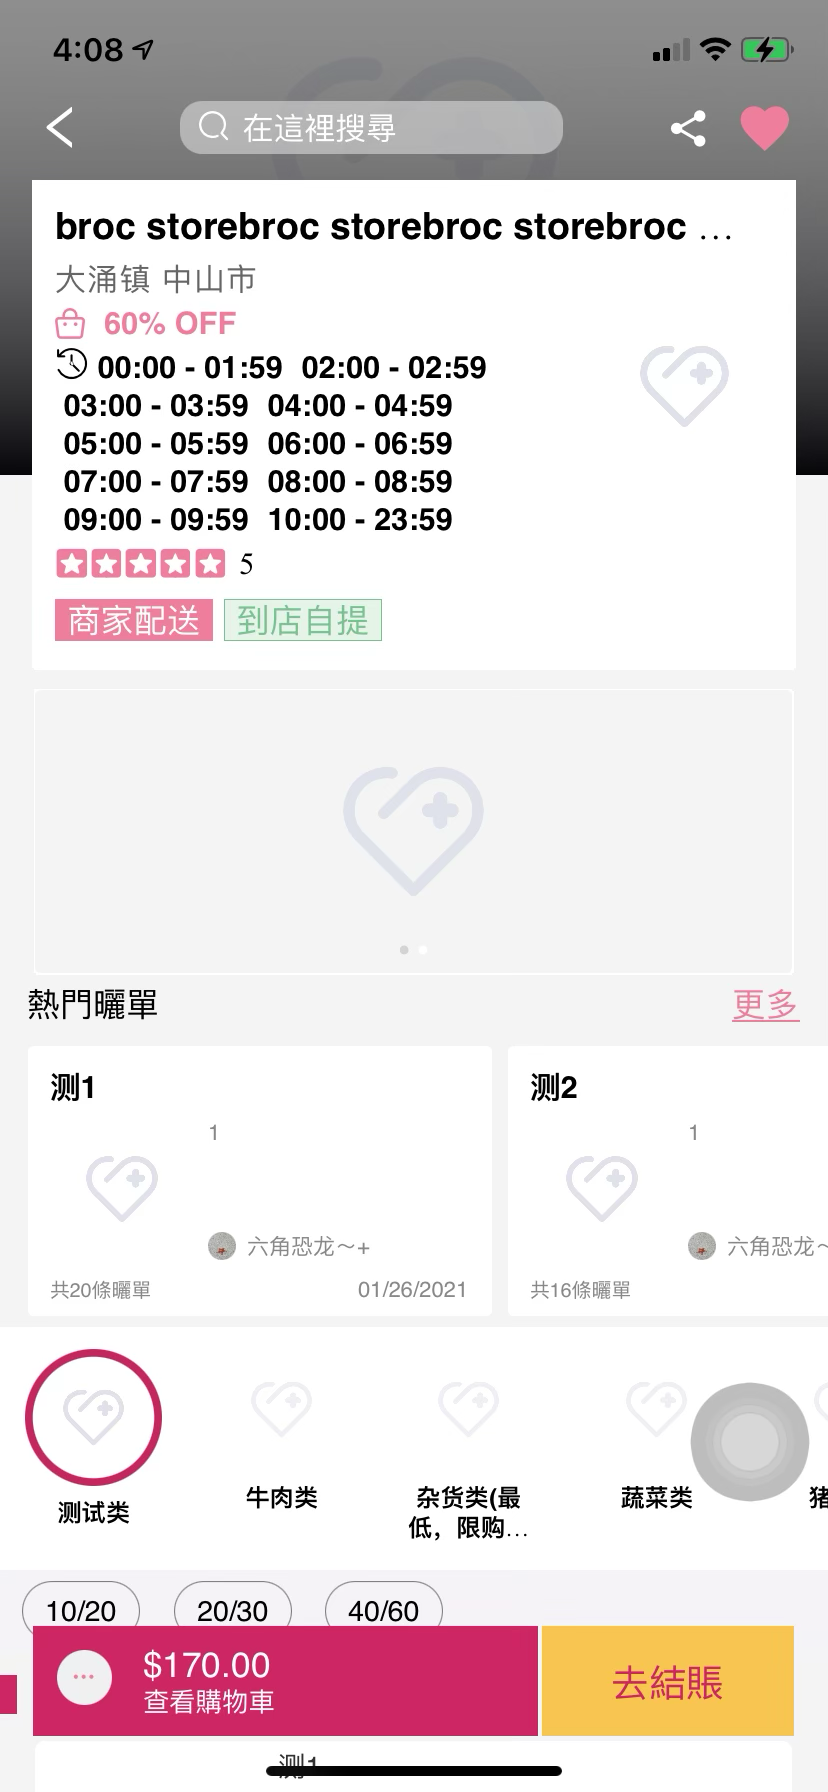 4:08
在這裡搜尋
broc storebroc storebroc storebroc ...
大涌镇 中山市
60% OFF
00:00 - 01:59 02:00 - 02:59
03:00 - 03:59 04:00 - 04:59
05:00 - 05:59 06:00 - 06:59
07:00 - 07:59 08:00 - 08:59
09:00 - 09:59 10:00 - 23:59
5
商家配送 到店自提
熱門曬單 更多
测1 测2
1 1
六角恐龙～+ 六角恐龙～
共20條曬單 01/26/2021 共16條曬單
测试类 牛肉类 杂货类(最 蔬菜类 猪
低，限购...
10/20 20/30 40/60
$170.00
查看購物車
去結賬
测1